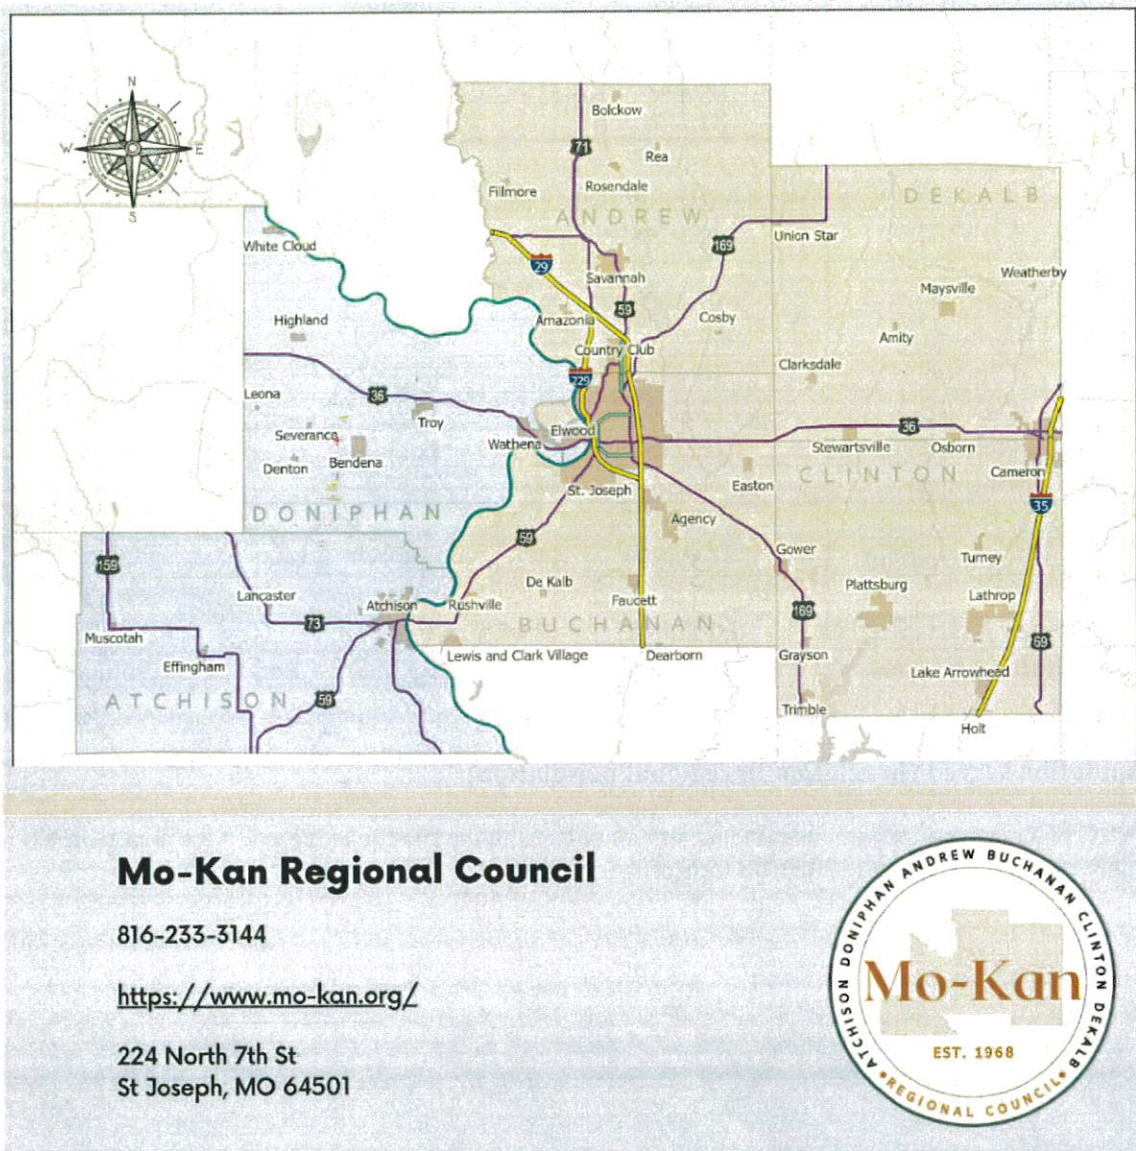 N
W
E
S
Bolckow
71
Rea
Fillmore
Rosendale
DEKALB
ANDREW
White Cloud
169
Union Star
29
Savannah
Weatherby
Maysville
59
Highland
Amazonia
Cosby
Amity
Country Club
Clarksdale
229
Leona
36
Troy
36
Severance
Elwood
Wathena
Stewartsville
Osborn
Denton
Bendena
Cameron
CLINTON
St. Joseph
Easton
35
DONIPHAN
Agency
59
Gower
Turney
159
De Kalb
Plattsburg
Lancaster
Atchison
Rushville
Faucett
Lathrop
169
73
BUCHANAN
Muscotah
69
Lewis and Clark Village
Dearborn
Grayson
Effingham
Lake Arrowhead
ATCHISON
59
Trimble
Holt
Mo-Kan Regional Council
816-233-3144
https://www.mo-kan.org/
224 North 7th St
St Joseph, MO 64501
ATCHISON DONIPHAN ANDREW BUCHANAN CLINTON DEKALB
Mo-Kan
EST. 1968
•REGIONAL COUNCIL•